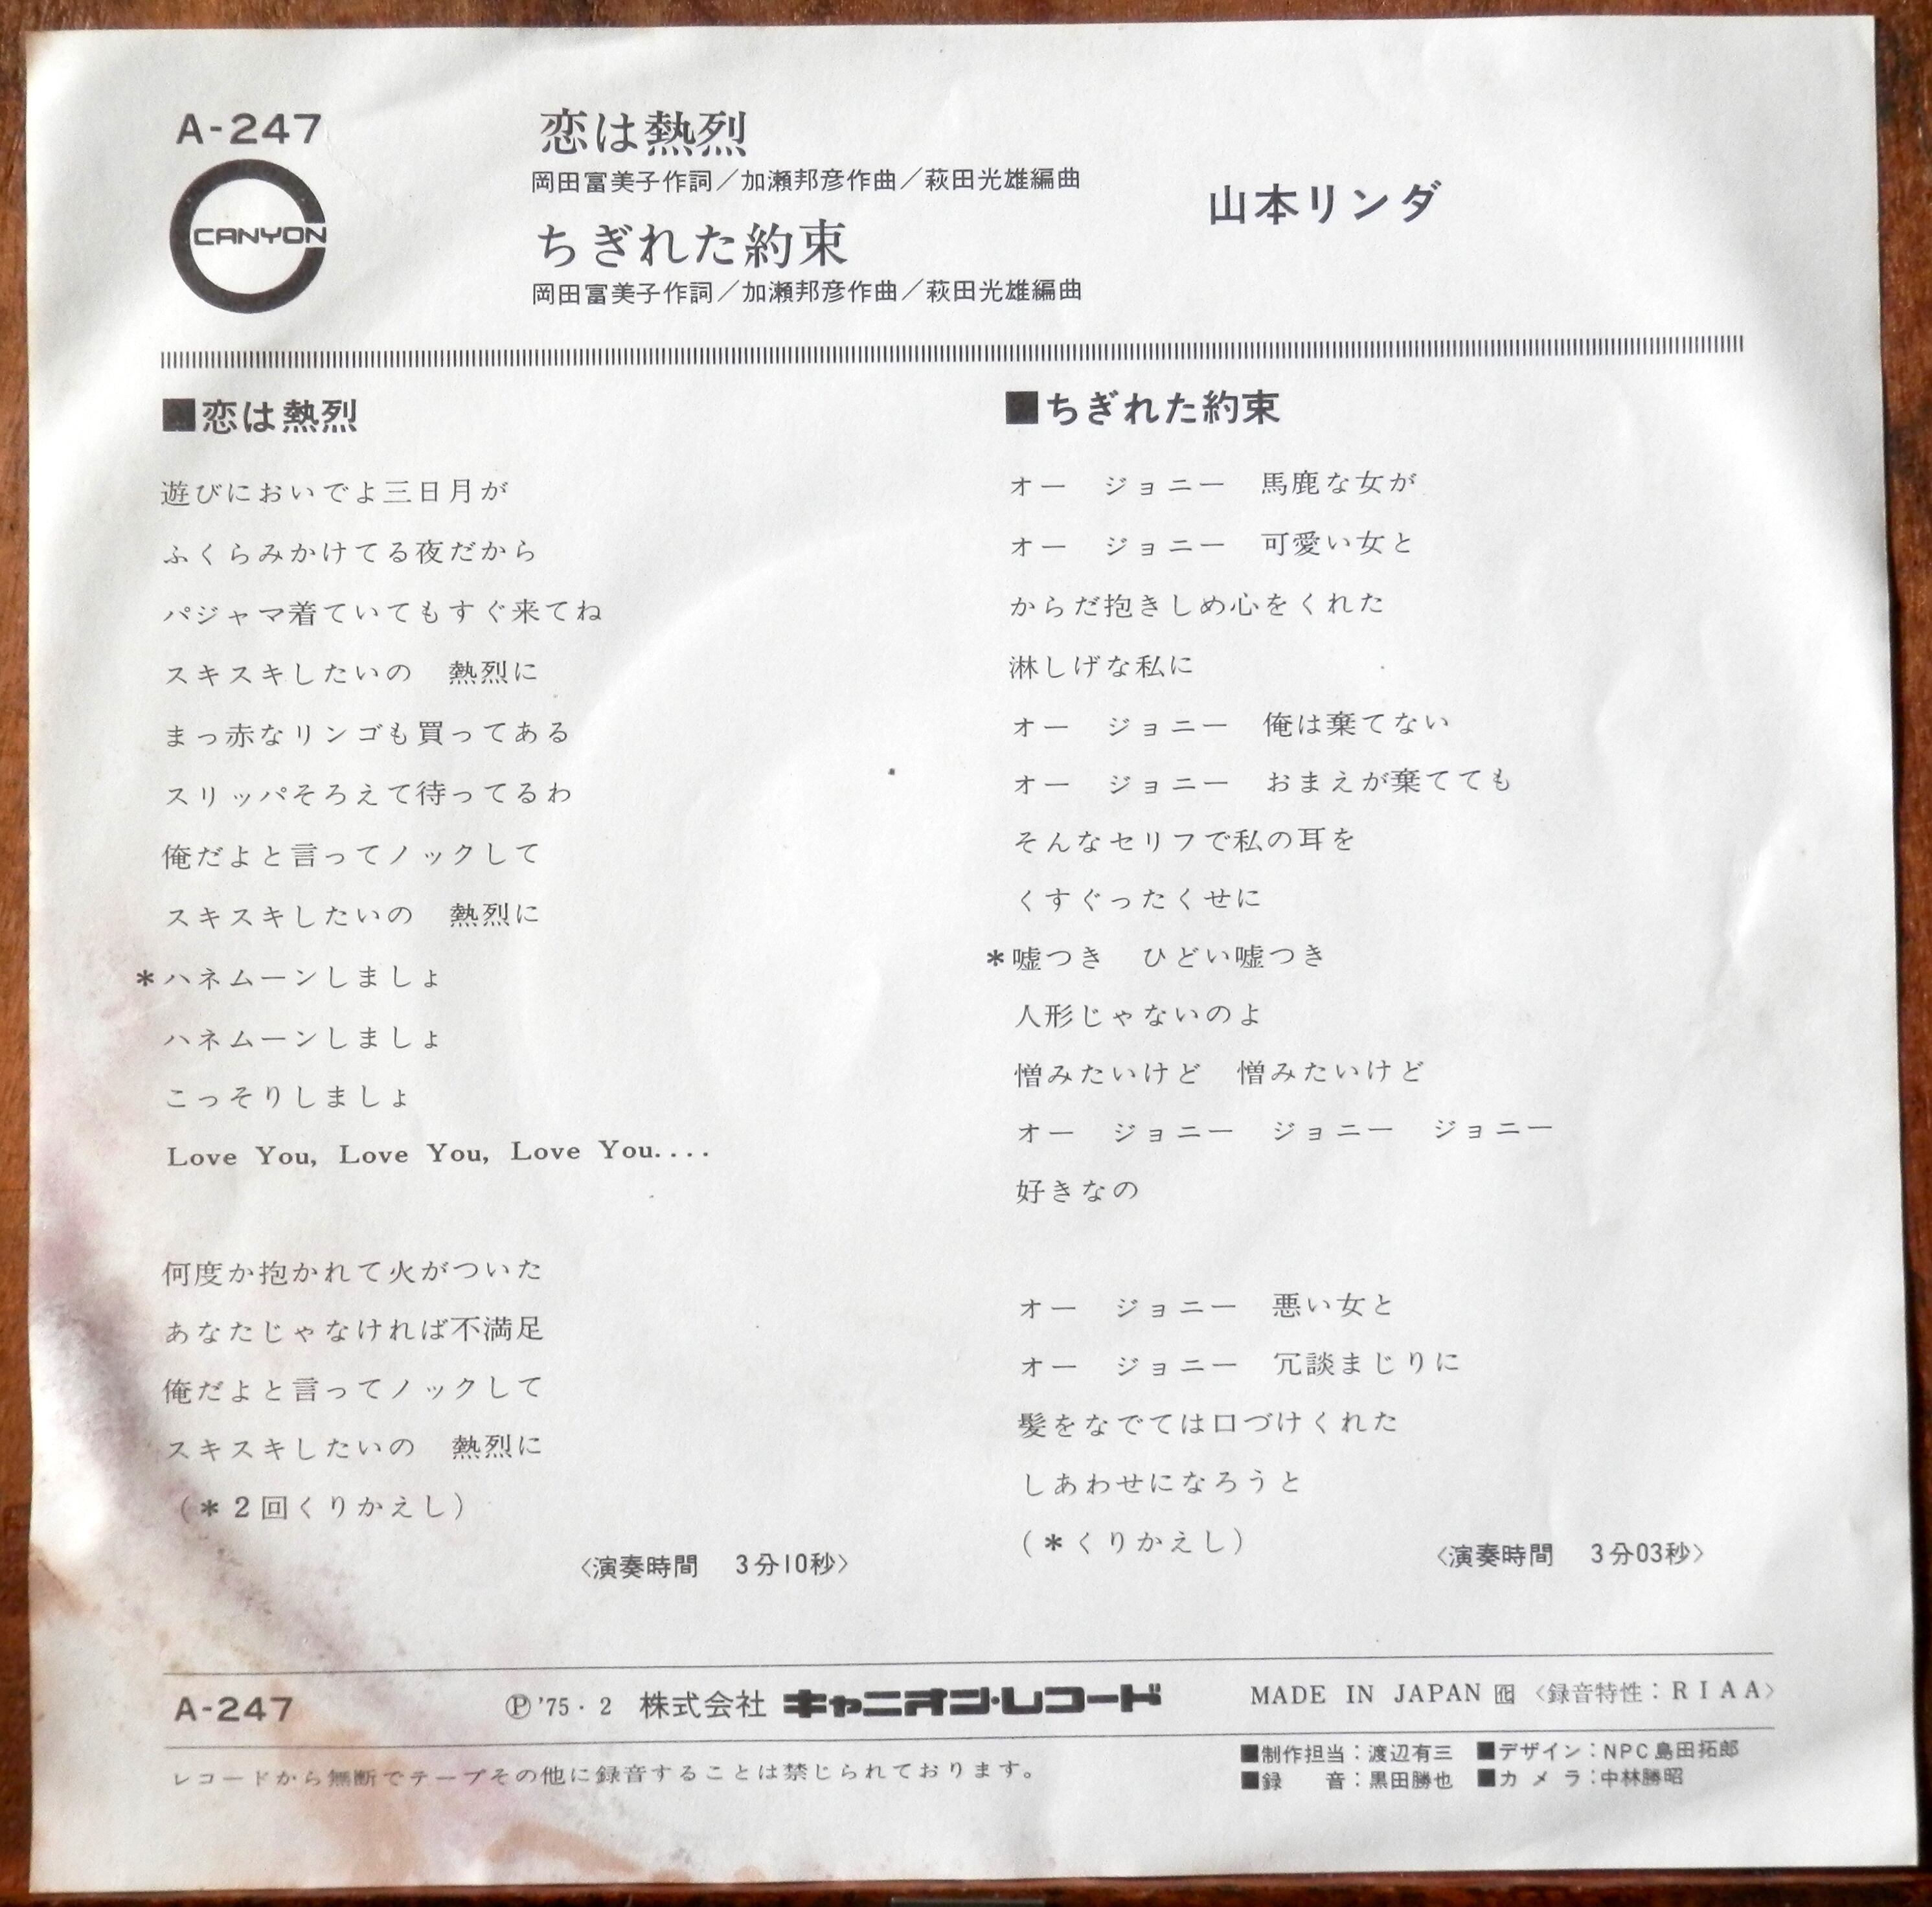 A-247
CANYON
恋は熱烈
岡田富美子作詞／加瀬邦彦作曲／萩田光雄編曲
ちぎれた約束
岡田富美子作詞／加瀬邦彦作曲／萩田光雄編曲
山本リンダ
■恋は熱烈
遊びにおいでよ三日月が
ふくらみかけてる夜だから
パジャマ着ていてもすぐ来てね
スキスキしたいの　熱烈に
まっ赤なリンゴも買ってある
スリッパそろえて待ってるわ
俺だよと言ってノックして
スキスキしたいの　熱烈に
＊ハネムーンしましょ
ハネムーンしましょ
こっそりしましょ
Love You, Love You, Love You....
何度か抱かれて火がついた
あなたじゃなければ不満足
俺だよと言ってノックして
スキスキしたいの　熱烈に
（＊２回くりかえし）
〈演奏時間　3分10秒〉
■ちぎれた約束
オー　ジョニー　馬鹿な女が
オー　ジョニー　可愛い女と
からだ抱きしめ心をくれた
淋しげな私に
オー　ジョニー　俺は棄てない
オー　ジョニー　おまえが棄てても
そんなセリフで私の耳を
くすぐったくせに
＊嘘つき　ひどい嘘つき
人形じゃないのよ
憎みたいけど　憎みたいけど
オー　ジョニー　ジョニー　ジョニー
好きなの
オー　ジョニー　悪い女と
オー　ジョニー　冗談まじりに
髪をなでては口づけくれた
しあわせになろうと
（＊くりかえし）
〈演奏時間　3分03秒〉
A-247
Ⓟ'75・2　株式会社 キャニオン・レコード
MADE IN JAPAN 〈録音特性：ＲＩＡＡ〉
レコードから無断でテープその他に録音することは禁じられております。
■制作担当：渡辺有三　■デザイン：NPC島田拓郎
■録　　音：黒田勝也　■カ メ ラ：中林勝昭